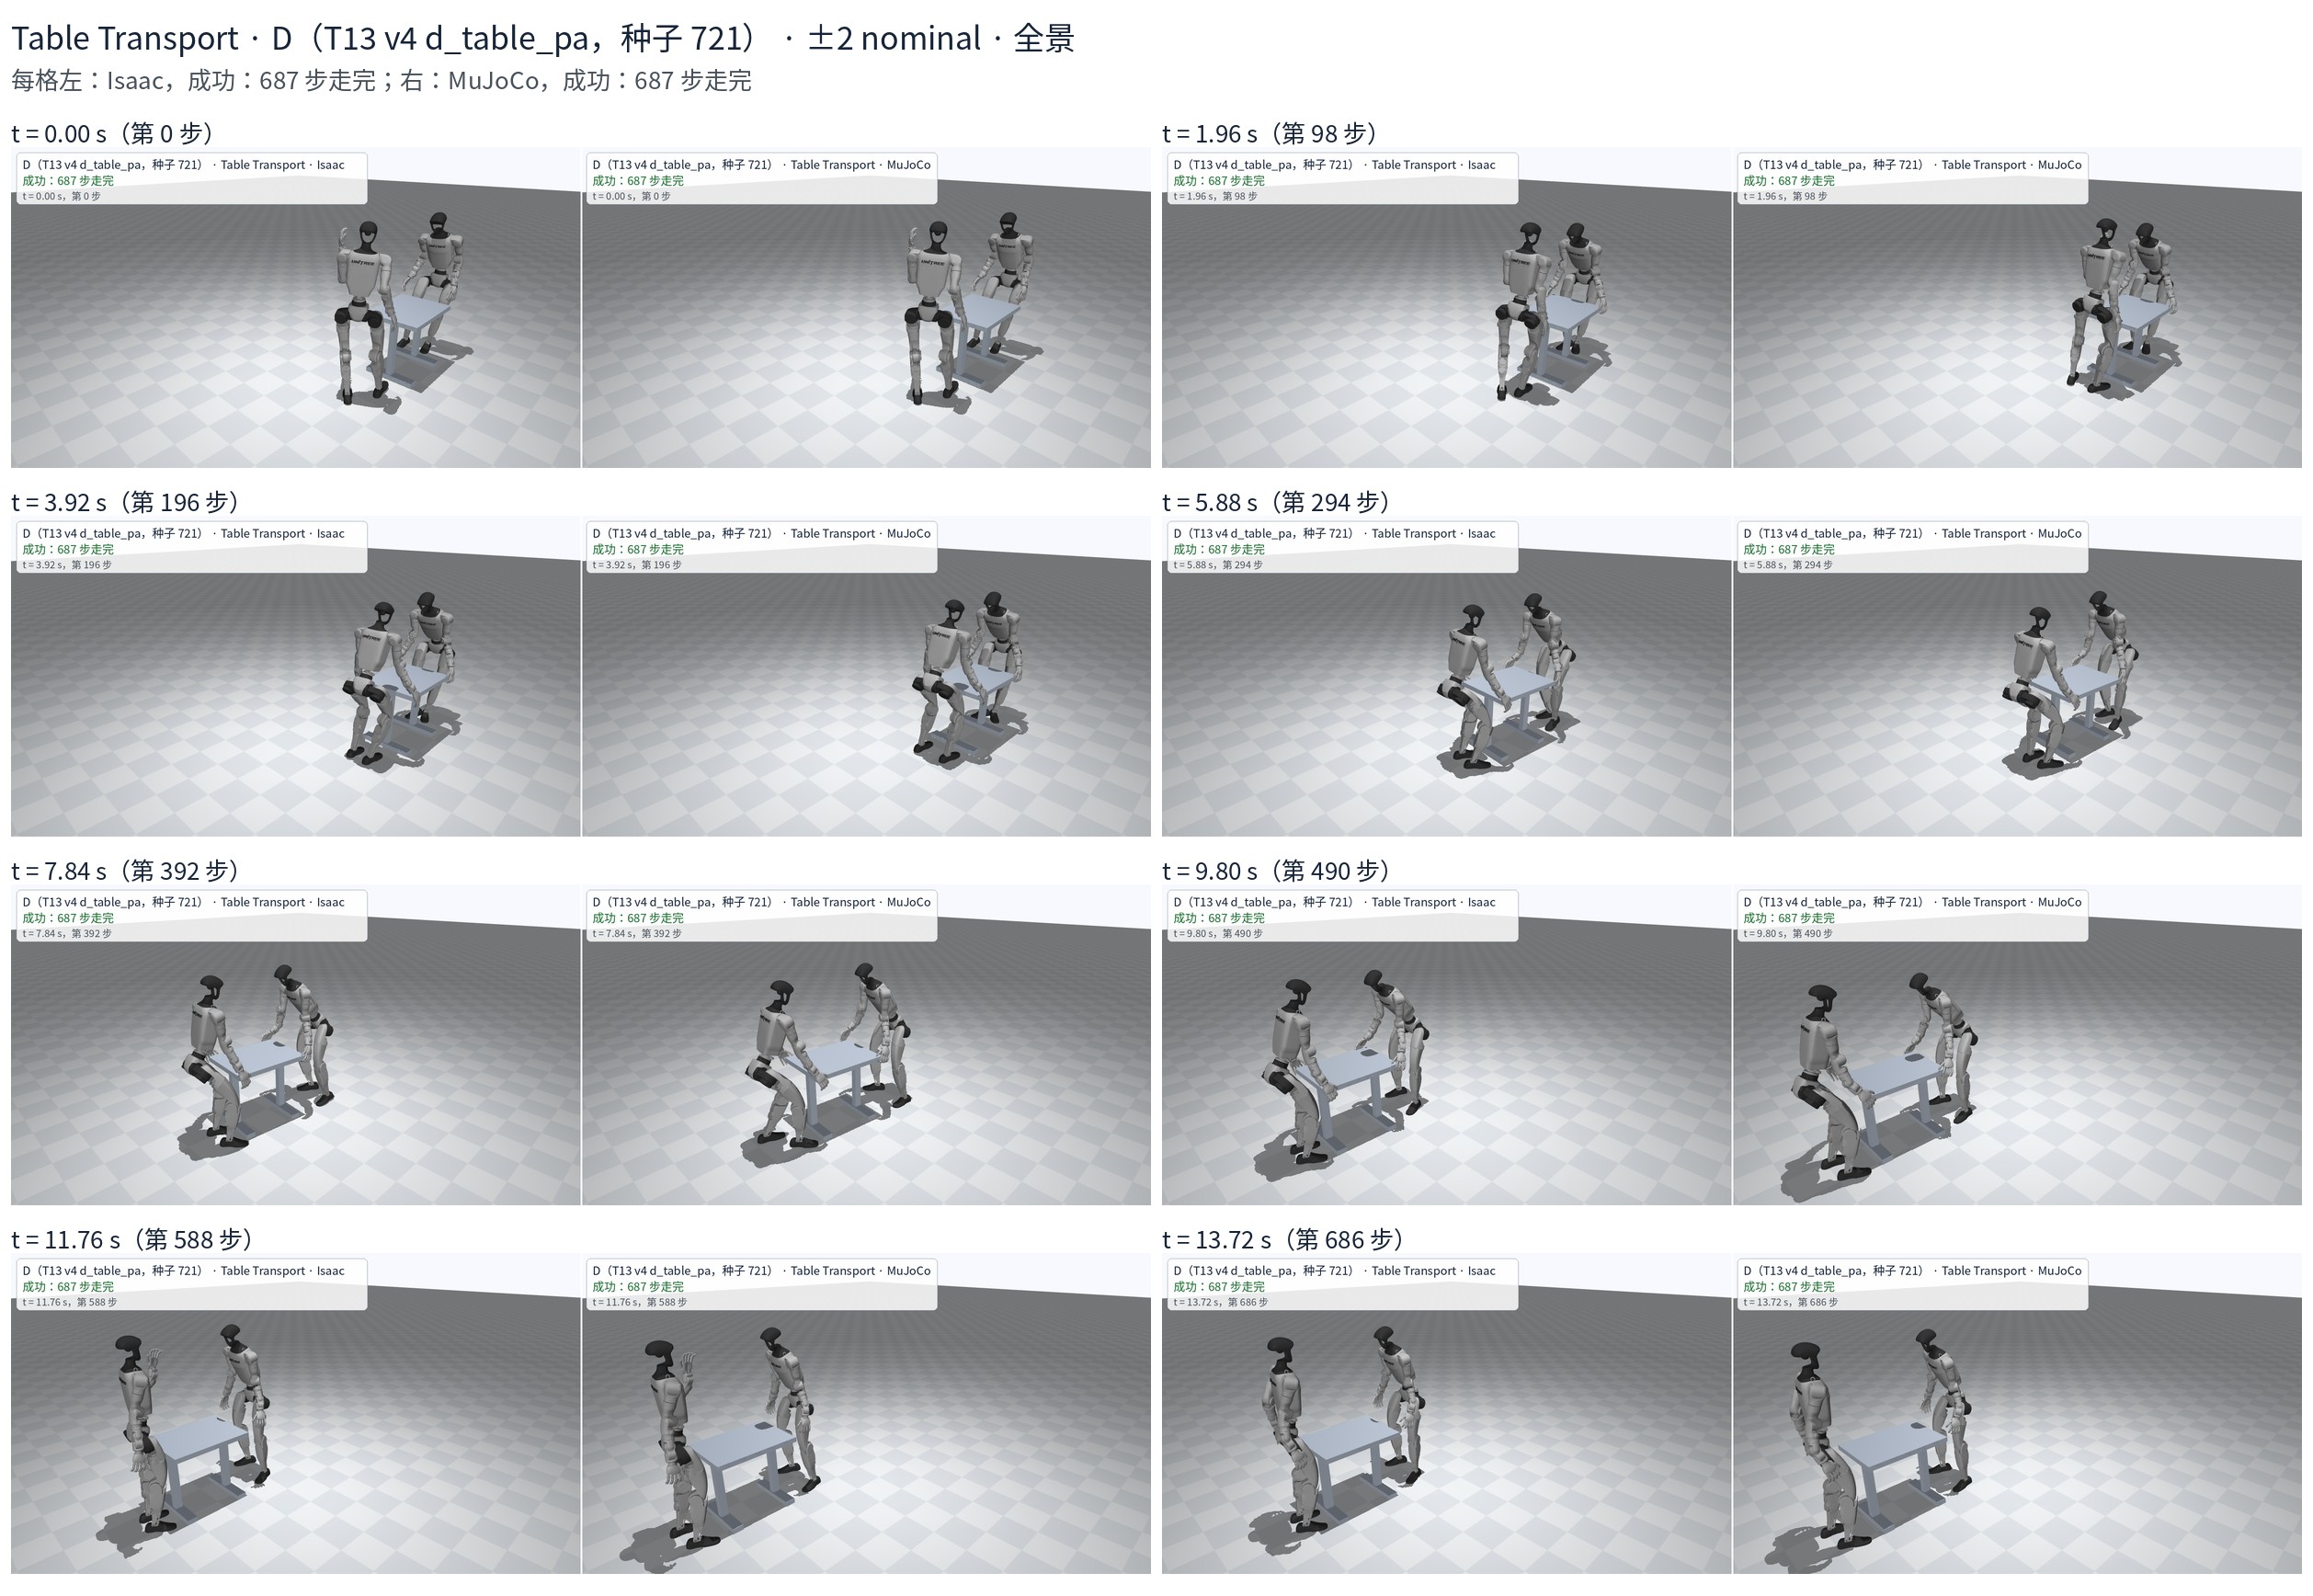 Table Transport · D（T13 v4 d_table_pa，种子 721） · ±2 nominal · 全景
每格左：Isaac，成功：687 步走完；右：MuJoCo，成功：687 步走完
t = 0.00 s（第 0 步）
D（T13 v4 d_table_pa，种子 721） · Table Transport · Isaac
成功：687 步走完
t = 0.00 s，第 0 步
D（T13 v4 d_table_pa，种子 721） · Table Transport · MuJoCo
成功：687 步走完
t = 0.00 s，第 0 步
t = 1.96 s（第 98 步）
D（T13 v4 d_table_pa，种子 721） · Table Transport · Isaac
成功：687 步走完
t = 1.96 s，第 98 步
D（T13 v4 d_table_pa，种子 721） · Table Transport · MuJoCo
成功：687 步走完
t = 1.96 s，第 98 步
t = 3.92 s（第 196 步）
D（T13 v4 d_table_pa，种子 721） · Table Transport · Isaac
成功：687 步走完
t = 3.92 s，第 196 步
D（T13 v4 d_table_pa，种子 721） · Table Transport · MuJoCo
成功：687 步走完
t = 3.92 s，第 196 步
t = 5.88 s（第 294 步）
D（T13 v4 d_table_pa，种子 721） · Table Transport · Isaac
成功：687 步走完
t = 5.88 s，第 294 步
D（T13 v4 d_table_pa，种子 721） · Table Transport · MuJoCo
成功：687 步走完
t = 5.88 s，第 294 步
t = 7.84 s（第 392 步）
D（T13 v4 d_table_pa，种子 721） · Table Transport · Isaac
成功：687 步走完
t = 7.84 s，第 392 步
D（T13 v4 d_table_pa，种子 721） · Table Transport · MuJoCo
成功：687 步走完
t = 7.84 s，第 392 步
t = 9.80 s（第 490 步）
D（T13 v4 d_table_pa，种子 721） · Table Transport · Isaac
成功：687 步走完
t = 9.80 s，第 490 步
D（T13 v4 d_table_pa，种子 721） · Table Transport · MuJoCo
成功：687 步走完
t = 9.80 s，第 490 步
t = 11.76 s（第 588 步）
D（T13 v4 d_table_pa，种子 721） · Table Transport · Isaac
成功：687 步走完
t = 11.76 s，第 588 步
D（T13 v4 d_table_pa，种子 721） · Table Transport · MuJoCo
成功：687 步走完
t = 11.76 s，第 588 步
t = 13.72 s（第 686 步）
D（T13 v4 d_table_pa，种子 721） · Table Transport · Isaac
成功：687 步走完
t = 13.72 s，第 686 步
D（T13 v4 d_table_pa，种子 721） · Table Transport · MuJoCo
成功：687 步走完
t = 13.72 s，第 686 步